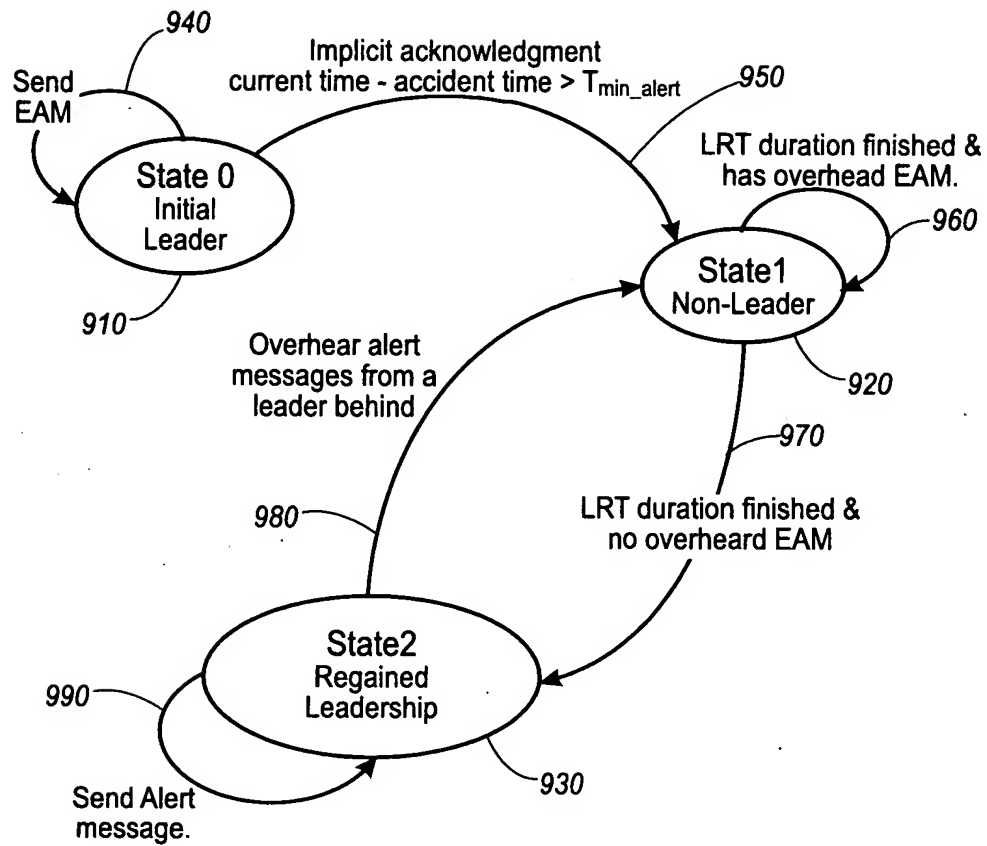 940
Send
EAM
Implicit acknowledgment
current time - accident time > Tmin_alert
950
LRT duration finished &
has overhead EAM.
960
State 0
Initial
Leader
910
State1
Non-Leader
920
Overhear alert
messages from a
leader behind
970
980
LRT duration finished &
no overheard EAM
State2
Regained
Leadership
990
930
Send Alert
message.